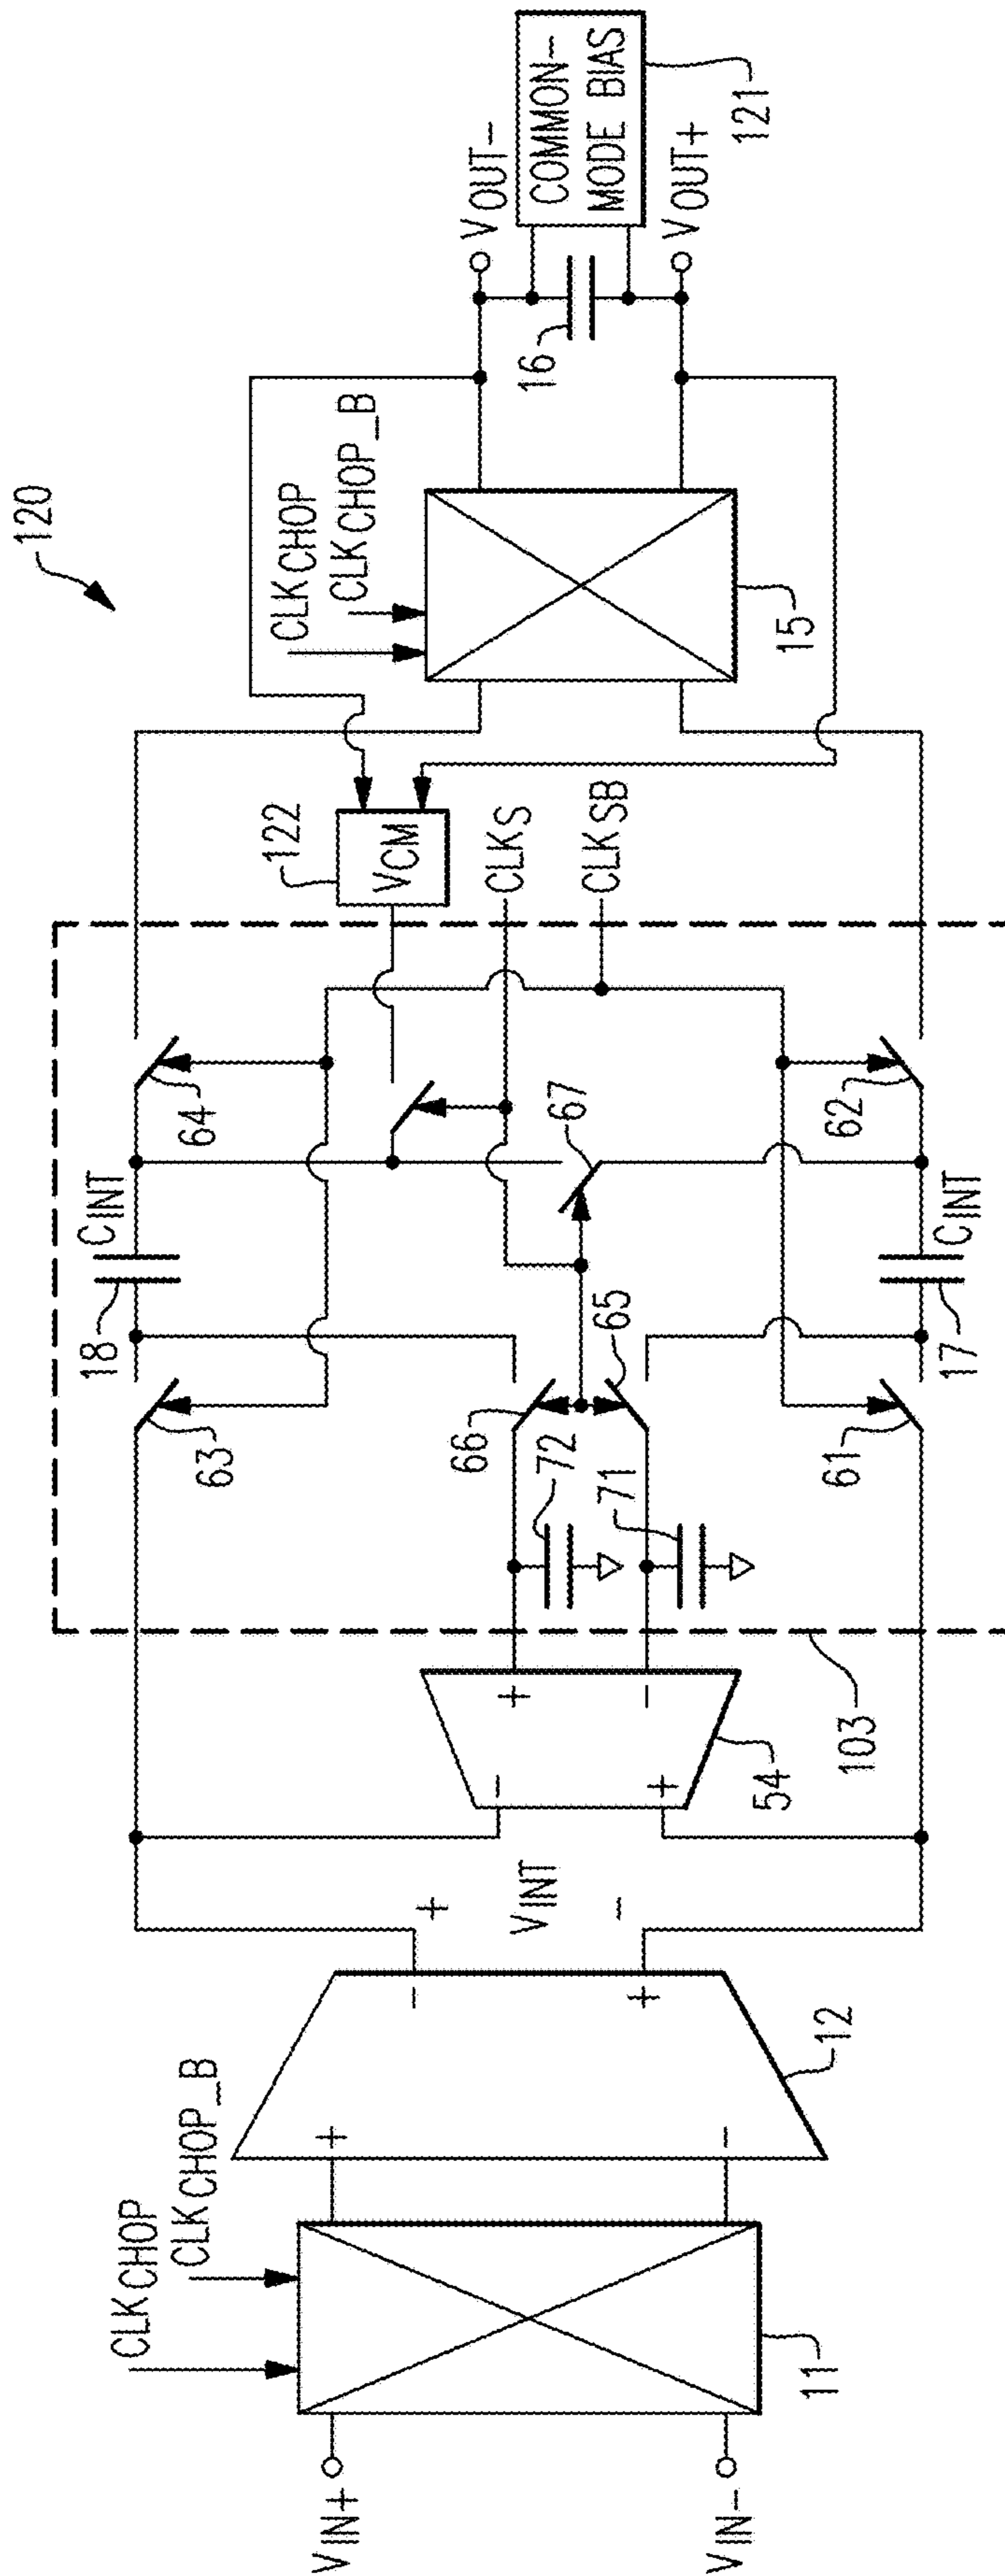 120
CLKCHOP
CLKCHOP_B
VIN+
VIN-
11
+
-
12
-
+
+
VINT
-
-
+
+
-
54
103
63
18
CINT
64
66
72
65
71
67
61
17
CINT
62
122
VCM
CLKS
CLKSB
CLKCHOP
CLKCHOP_B
15
16
VOUT-
VOUT+
COMMON-
MODE BIAS
121